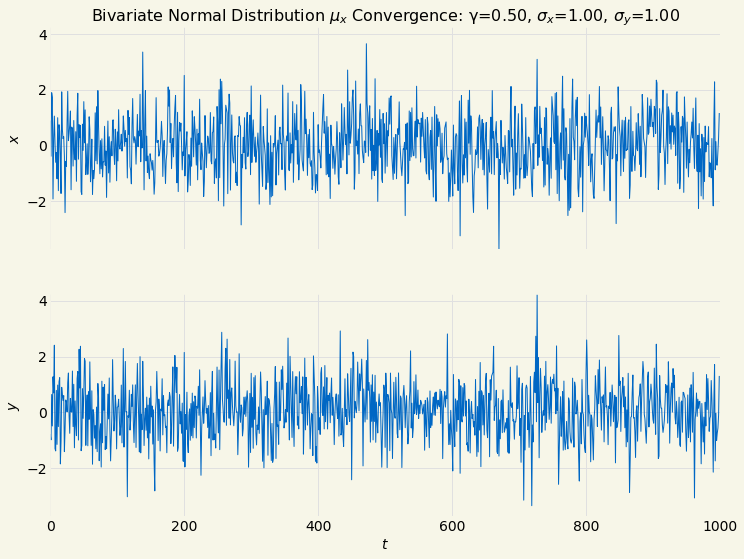 Bivariate Normal Distribution μₓ Convergence: γ=0.50, σₓ=1.00, σᵧ=1.00
4
2
0
−2
x
4
2
0
−2
y
0 200 400 600 800 1000
t